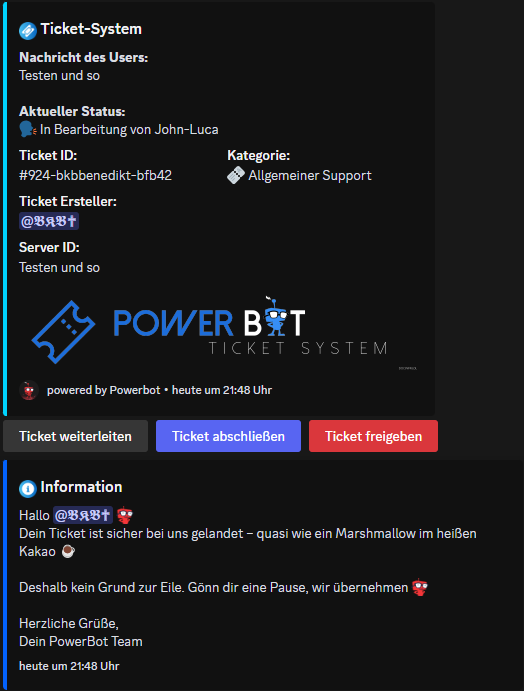 Ticket-System
Nachricht des Users:
Testen und so
Aktueller Status:
In Bearbeitung von John-Luca
Ticket ID:
#924-bkbbenedikt-bfb42
Kategorie:
Allgemeiner Support
Ticket Ersteller:
@𝕭𝕶𝕭✝
Server ID:
Testen und so
POWER BOT
TICKET SYSTEM
powered by Powerbot • heute um 21:48 Uhr
Ticket weiterleiten
Ticket abschließen
Ticket freigeben
Information
Hallo @𝕭𝕶𝕭✝
Dein Ticket ist sicher bei uns gelandet – quasi wie ein Marshmallow im heißen
Kakao
Deshalb kein Grund zur Eile. Gönn dir eine Pause, wir übernehmen
Herzliche Grüße,
Dein PowerBot Team
heute um 21:48 Uhr